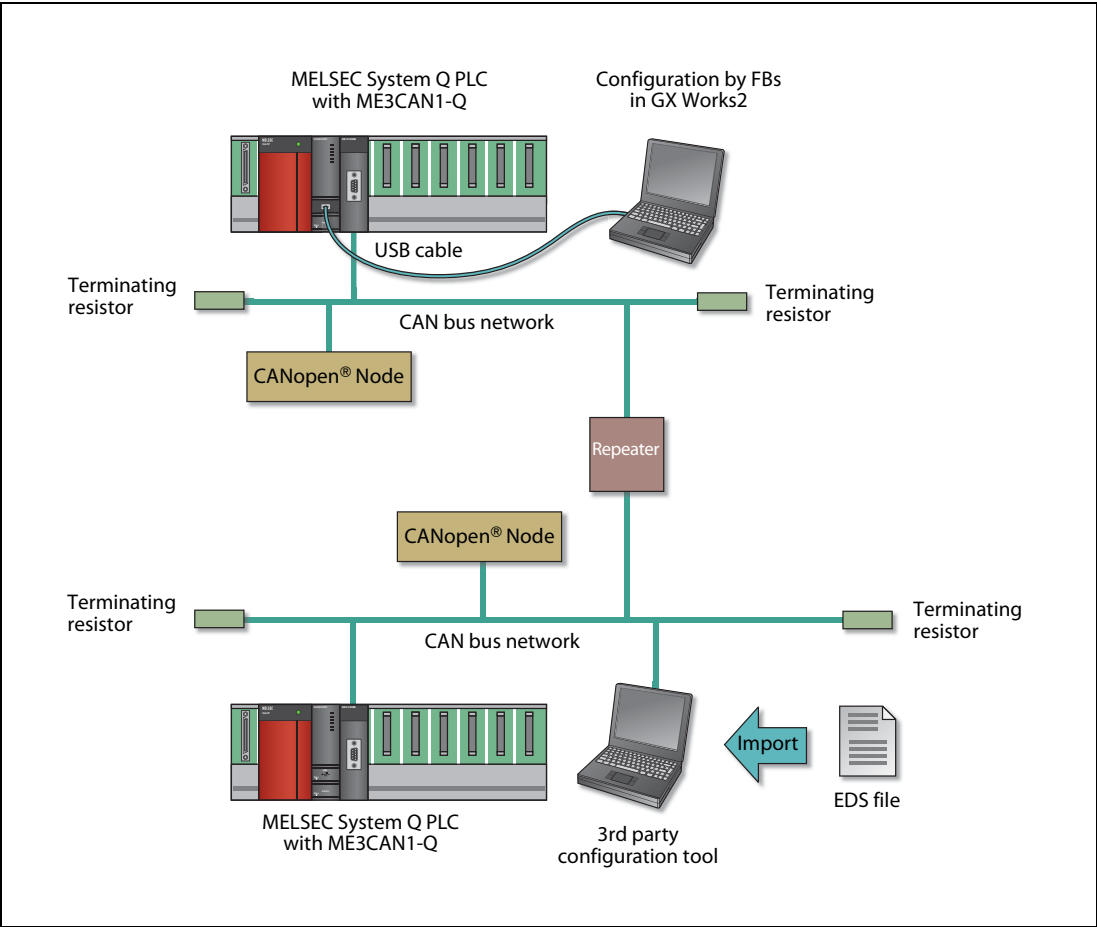 MELSEC System Q PLC
with ME3CAN1-Q
Configuration by FBs
in GX Works2
USB cable
Terminating
resistor
Terminating
resistor
CAN bus network
CANopen® Node
Repeater
CANopen® Node
Terminating
resistor
Terminating
resistor
CAN bus network
Import
EDS file
MELSEC System Q PLC
with ME3CAN1-Q
3rd party
configuration tool